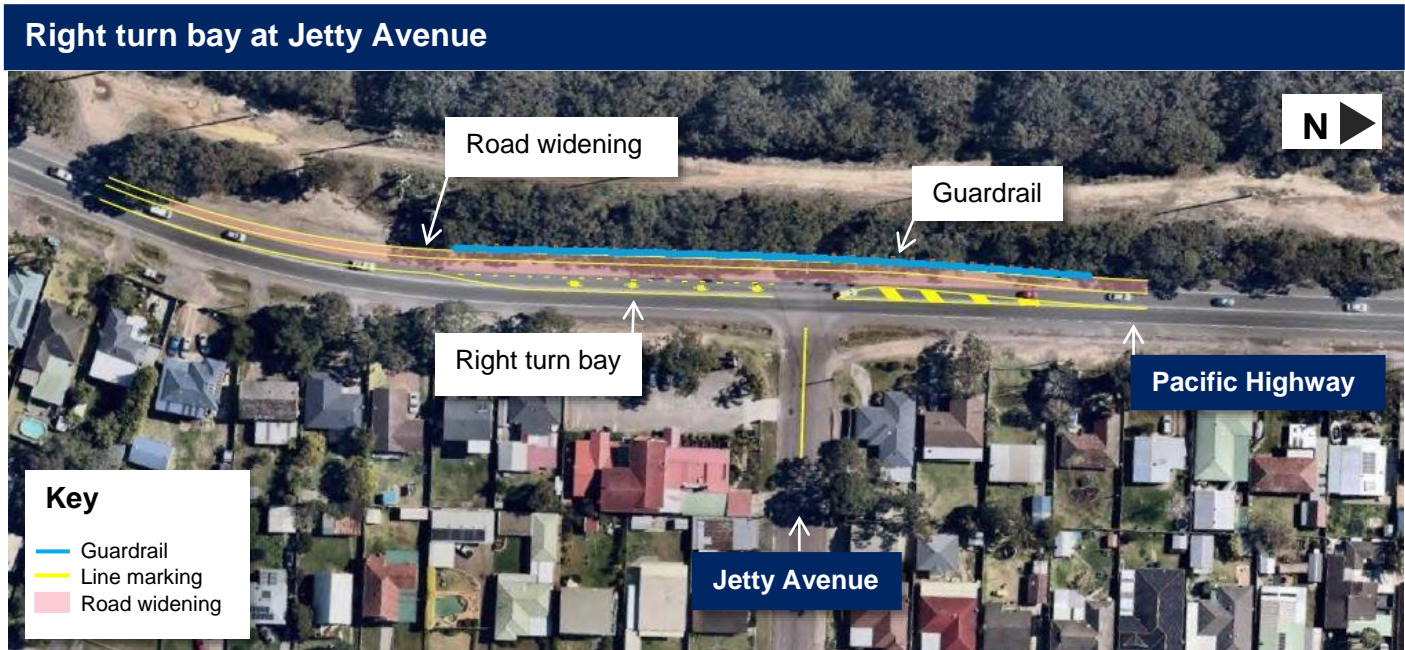 Right turn bay at Jetty Avenue
N
Road widening
Guardrail
Right turn bay
Pacific Highway
Jetty Avenue
Key
Guardrail
Line marking
Road widening